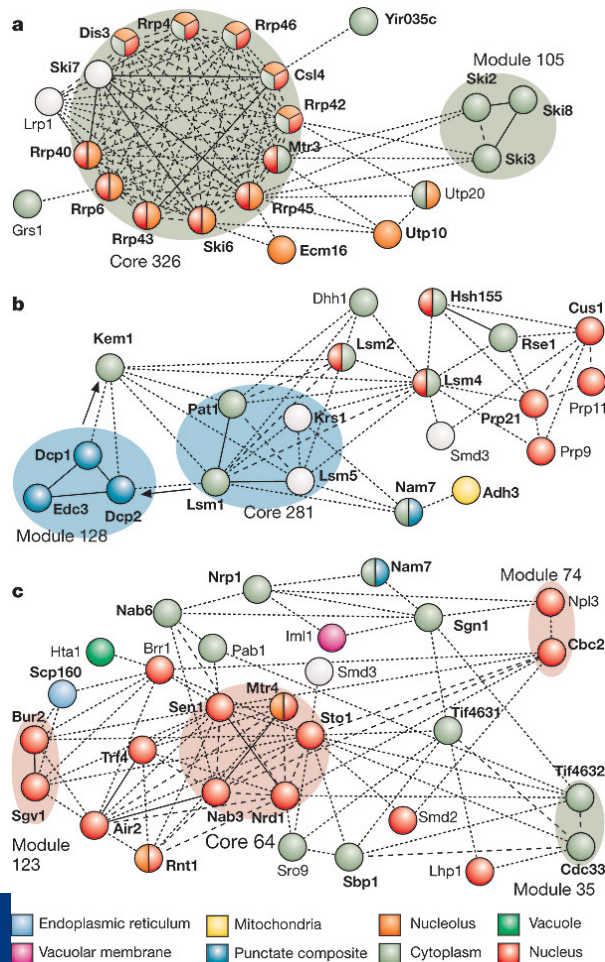 a
Rrp4
Rrp46
Yir035c
Dis3
Module 105
Ski7
Csl4
Ski2
Ski8
Lrp1
Rrp42
Mtr3
Ski3
Rrp40
Rrp6
Rrp45
Utp20
Grs1
Rrp43
Ski6
Utp10
Core 326
Ecm16
b
Dhh1
Hsh155
Cus1
Kem1
Lsm2
Rse1
Lsm4
Pat1
Krs1
Prp21
Prp11
Dcp1
Smd3
Prp9
Lsm5
Edc3
Dcp2
Lsm1
Nam7
Adh3
Module 128
Core 281
c
Nrp1
Nam7
Module 74
Nab6
Npl3
Hta1
Brr1
Pab1
Iml1
Sgn1
Cbc2
Scp160
Smd3
Mtr4
Bur2
Sen1
Sto1
Tif4631
Trf4
Tif4632
Sgv1
Air2
Nab3
Nrd1
Smd2
Module
123
Core 64
Rnt1
Sro9
Sbp1
Lhp1
Cdc33
Module 35
Endoplasmic reticulum
Mitochondria
Nucleolus
Vacuole
Vacuolar membrane
Punctate composite
Cytoplasm
Nucleus